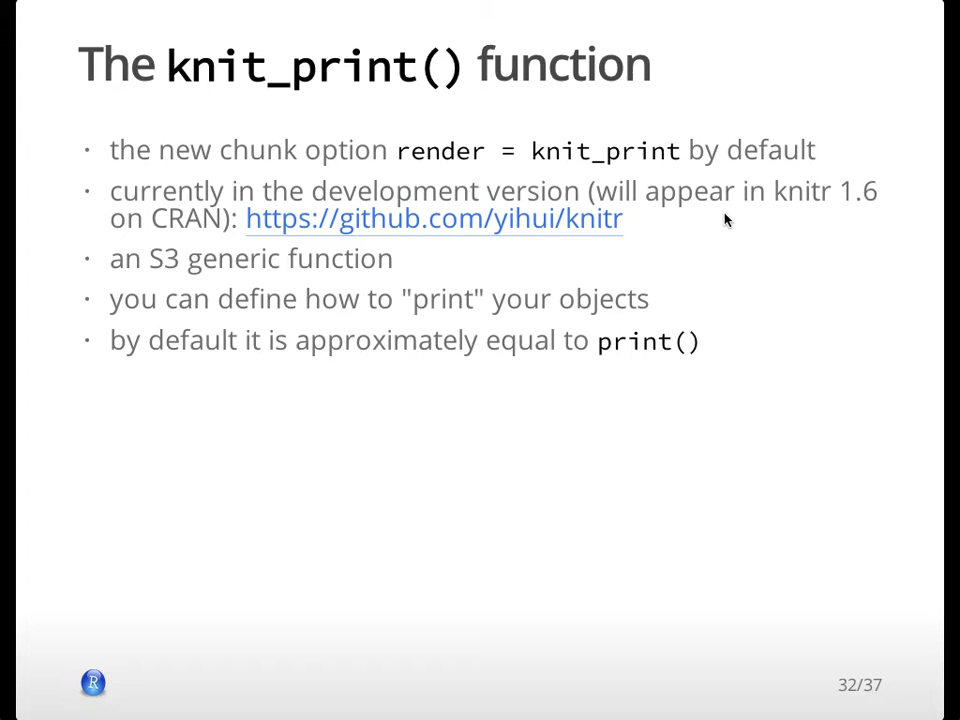 The knit_print() function
· the new chunk option render = knit_print by default
· currently in the development version (will appear in knitr 1.6
on CRAN): https://github.com/yihui/knitr
· an S3 generic function
· you can define how to "print" your objects
· by default it is approximately equal to print()
R
32/37